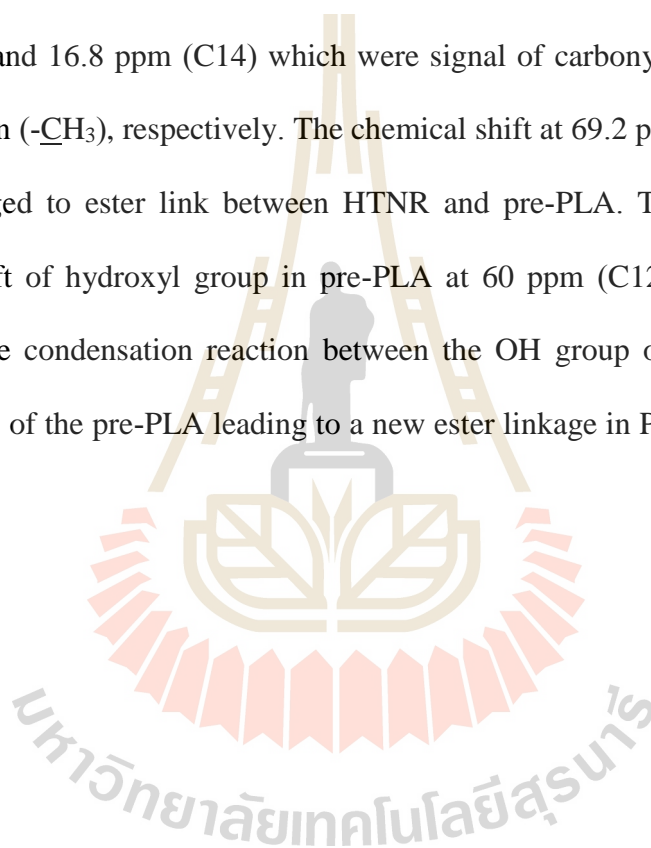 and 16.8 ppm (C14) which were signal of carbony
n (-CH₃), respectively. The chemical shift at 69.2 p
ged to ester link between HTNR and pre-PLA. T
ft of hydroxyl group in pre-PLA at 60 ppm (C12
e condensation reaction between the OH group o
of the pre-PLA leading to a new ester linkage in P
มหาวิทยาลัยเทคโนโลยีสุรนารี